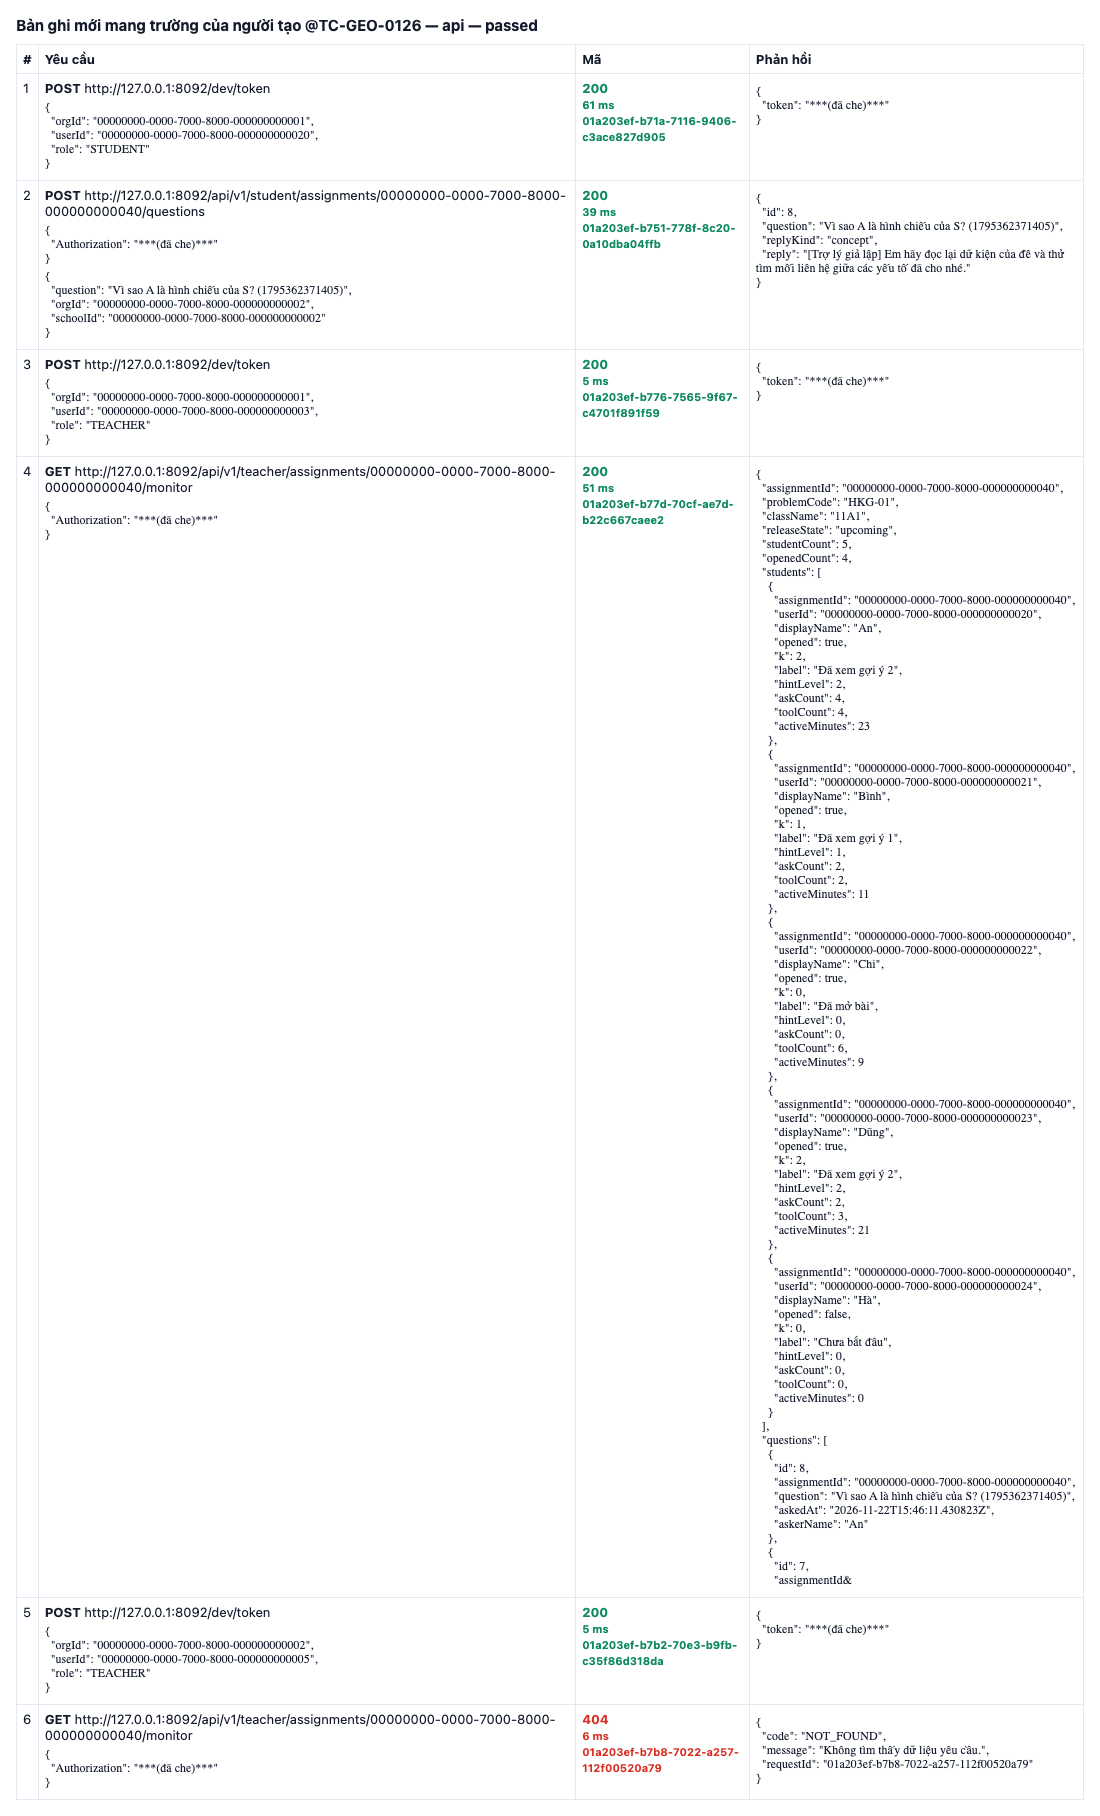 Bản ghi mới mang trường của người tạo @TC-GEO-0126 — api — passed
# Yêu cầu Mã Phản hồi
1 POST http://127.0.0.1:8092/dev/token
{
"orgId": "00000000-0000-7000-8000-000000000001",
"userId": "00000000-0000-7000-8000-000000000020",
"role": "STUDENT"
}
200
61 ms
01a203ef-b71a-7116-9406-
c3ace827d905
{
"token": "***(đã che)***"
}
2 POST http://127.0.0.1:8092/api/v1/student/assignments/00000000-0000-7000-8000-
000000000040/questions
{
"Authorization": "***(đã che)***"
}
{
"question": "Vì sao A là hình chiếu của S? (1795362371405)",
"orgId": "00000000-0000-7000-8000-000000000002",
"schoolId": "00000000-0000-7000-8000-000000000002"
}
200
39 ms
01a203ef-b751-778f-8c20-
0a10dba04ffb
{
"id": 8,
"question": "Vì sao A là hình chiếu của S? (1795362371405)",
"replyKind": "concept",
"reply": "[Trợ lý giả lập] Em hãy đọc lại dữ kiện của đề và thử
tìm mối liên hệ giữa các yếu tố đã cho nhé."
}
3 POST http://127.0.0.1:8092/dev/token
{
"orgId": "00000000-0000-7000-8000-000000000001",
"userId": "00000000-0000-7000-8000-000000000003",
"role": "TEACHER"
}
200
5 ms
01a203ef-b776-7565-9f67-
c4701f891f59
{
"token": "***(đã che)***"
}
4 GET http://127.0.0.1:8092/api/v1/teacher/assignments/00000000-0000-7000-8000-
000000000040/monitor
{
"Authorization": "***(đã che)***"
}
200
51 ms
01a203ef-b77d-70cf-ae7d-
b22c667caee2
{
"assignmentId": "00000000-0000-7000-8000-000000000040",
"problemCode": "HKG-01",
"className": "11A1",
"releaseState": "upcoming",
"studentCount": 5,
"openedCount": 4,
"students": [
{
"assignmentId": "00000000-0000-7000-8000-000000000040",
"userId": "00000000-0000-7000-8000-000000000020",
"displayName": "An",
"opened": true,
"k": 2,
"label": "Đã xem gợi ý 2",
"hintLevel": 2,
"askCount": 4,
"toolCount": 4,
"activeMinutes": 23
},
{
"assignmentId": "00000000-0000-7000-8000-000000000040",
"userId": "00000000-0000-7000-8000-000000000021",
"displayName": "Bình",
"opened": true,
"k": 1,
"label": "Đã xem gợi ý 1",
"hintLevel": 1,
"askCount": 2,
"toolCount": 2,
"activeMinutes": 11
},
{
"assignmentId": "00000000-0000-7000-8000-000000000040",
"userId": "00000000-0000-7000-8000-000000000022",
"displayName": "Chi",
"opened": true,
"k": 0,
"label": "Đã mở bài",
"hintLevel": 0,
"askCount": 0,
"toolCount": 6,
"activeMinutes": 9
},
{
"assignmentId": "00000000-0000-7000-8000-000000000040",
"userId": "00000000-0000-7000-8000-000000000023",
"displayName": "Dũng",
"opened": true,
"k": 2,
"label": "Đã xem gợi ý 2",
"hintLevel": 2,
"askCount": 2,
"toolCount": 3,
"activeMinutes": 21
},
{
"assignmentId": "00000000-0000-7000-8000-000000000040",
"userId": "00000000-0000-7000-8000-000000000024",
"displayName": "Hà",
"opened": false,
"k": 0,
"label": "Chưa bắt đầu",
"hintLevel": 0,
"askCount": 0,
"toolCount": 0,
"activeMinutes": 0
}
],
"questions": [
{
"id": 8,
"assignmentId": "00000000-0000-7000-8000-000000000040",
"question": "Vì sao A là hình chiếu của S? (1795362371405)",
"askedAt": "2026-11-22T15:46:11.430823Z",
"askerName": "An"
},
{
"id": 7,
"assignmentId&
5 POST http://127.0.0.1:8092/dev/token
{
"orgId": "00000000-0000-7000-8000-000000000002",
"userId": "00000000-0000-7000-8000-000000000005",
"role": "TEACHER"
}
200
5 ms
01a203ef-b7b2-70e3-b9fb-
c35f86d318da
{
"token": "***(đã che)***"
}
6 GET http://127.0.0.1:8092/api/v1/teacher/assignments/00000000-0000-7000-8000-
000000000040/monitor
{
"Authorization": "***(đã che)***"
}
404
6 ms
01a203ef-b7b8-7022-a257-
112f00520a79
{
"code": "NOT_FOUND",
"message": "Không tìm thấy dữ liệu yêu cầu.",
"requestId": "01a203ef-b7b8-7022-a257-112f00520a79"
}